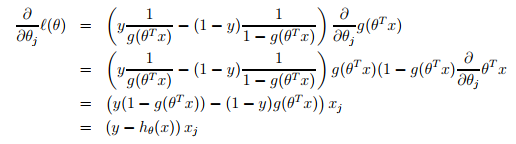 ∂/∂θ_j ℓ(θ) = (y 1/g(θ^T x) − (1 − y) 1/(1 − g(θ^T x))) ∂/∂θ_j g(θ^T x)
= (y 1/g(θ^T x) − (1 − y) 1/(1 − g(θ^T x))) g(θ^T x)(1 − g(θ^T x) ∂/∂θ_j θ^T x
= (y(1 − g(θ^T x)) − (1 − y)g(θ^T x)) x_j
= (y − h_θ(x)) x_j